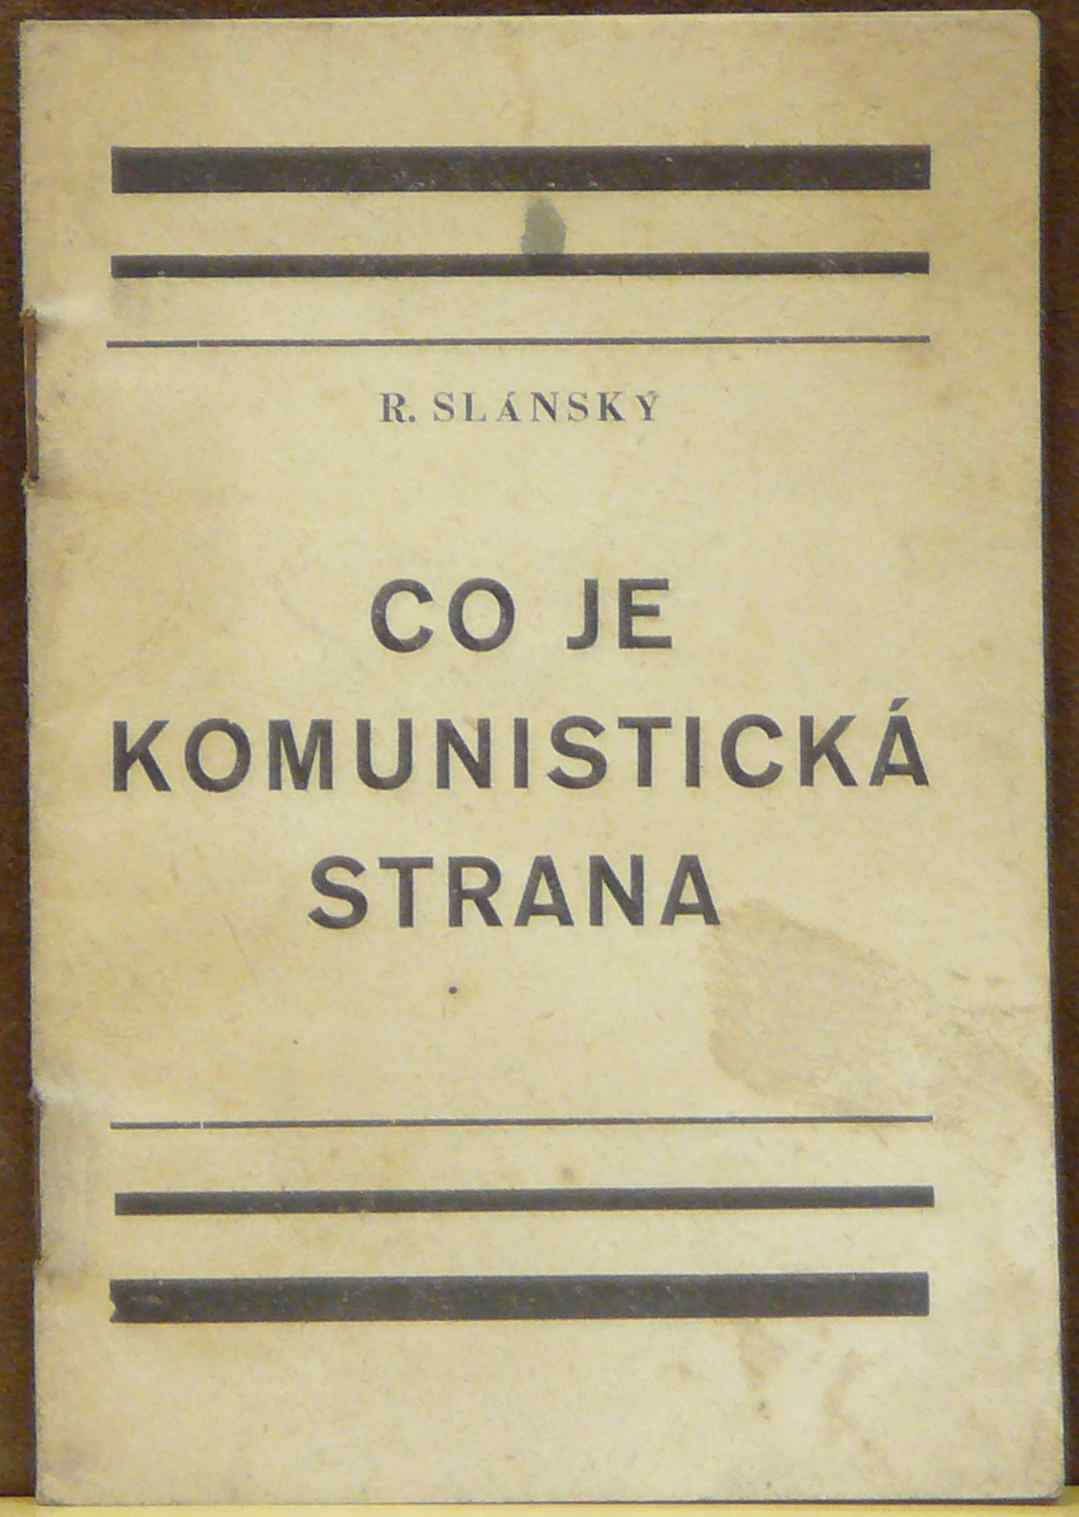 R. SLÁNSKÝ
CO JE
KOMUNISTICKÁ
STRANA